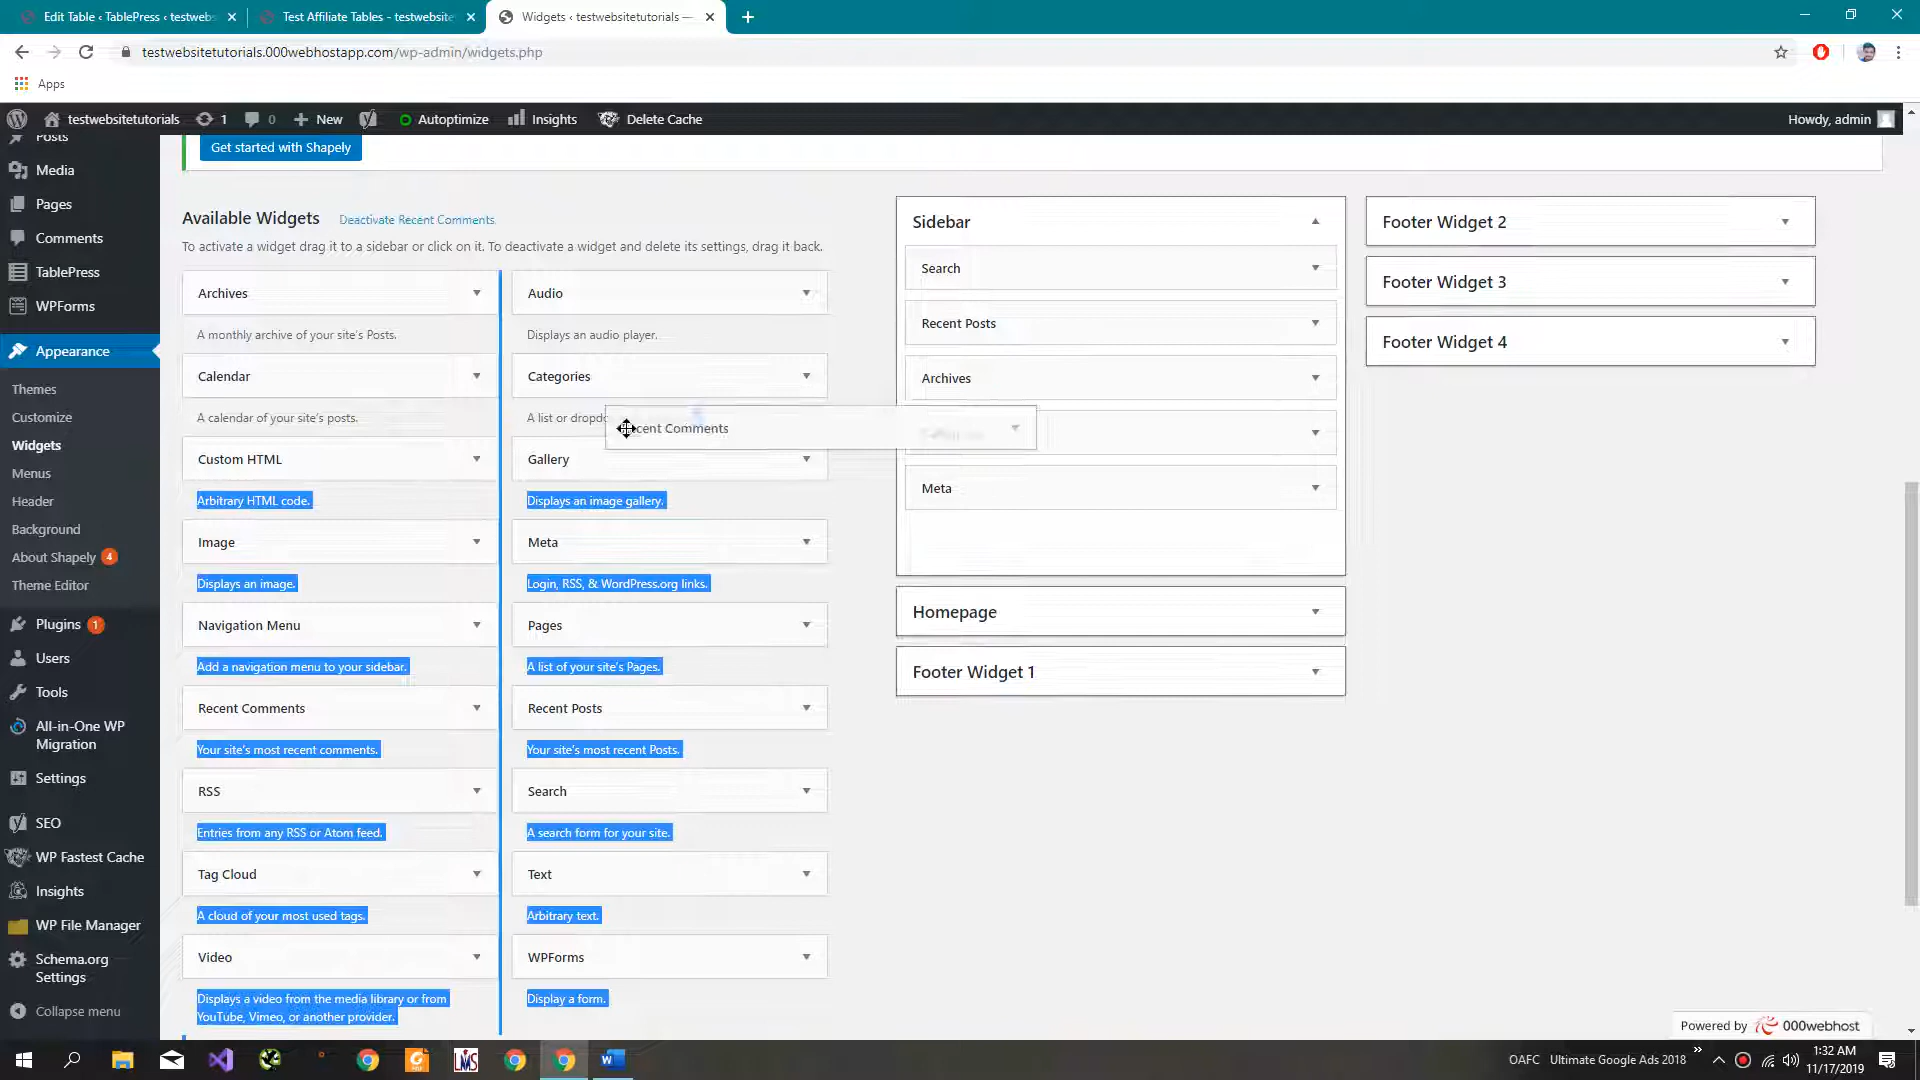 Edit Table ‹ TablePress ‹ testwebs
Test Affiliate Tables - testwebsite
Widgets ‹ testwebsitetutorials —
testwebsitetutorials.000webhostapp.com/wp-admin/widgets.php
Apps
testwebsitetutorials
1
0
New
Autoptimize
Insights
Delete Cache
Howdy, admin
Posts
Media
Pages
Comments
TablePress
WPForms
Appearance
Themes
Customize
Widgets
Menus
Header
Background
About Shapely 4
Theme Editor
Plugins 1
Users
Tools
All-in-One WP
Migration
Settings
SEO
WP Fastest Cache
Insights
WP File Manager
Schema.org
Settings
Collapse menu
Get started with Shapely
Available Widgets
Deactivate Recent Comments.
To activate a widget drag it to a sidebar or click on it. To deactivate a widget and delete its settings, drag it back.
Archives
A monthly archive of your site's Posts.
Calendar
A calendar of your site's posts.
Custom HTML
Arbitrary HTML code.
Image
Displays an image.
Navigation Menu
Add a navigation menu to your sidebar.
Recent Comments
Your site's most recent comments.
RSS
Entries from any RSS or Atom feed.
Tag Cloud
A cloud of your most used tags.
Video
Displays a video from the media library or from
YouTube, Vimeo, or another provider.
Audio
Displays an audio player.
Categories
A list or dropdo
Recent Comments
Gallery
Displays an image gallery.
Meta
Login, RSS, & WordPress.org links.
Pages
A list of your site's Pages.
Recent Posts
Your site's most recent Posts.
Search
A search form for your site.
Text
Arbitrary text.
WPForms
Display a form.
Sidebar
Search
Recent Posts
Archives
Meta
Homepage
Footer Widget 1
Footer Widget 2
Footer Widget 3
Footer Widget 4
Powered by 000webhost
OAFC
Ultimate Google Ads 2018
1:32 AM
11/17/2019